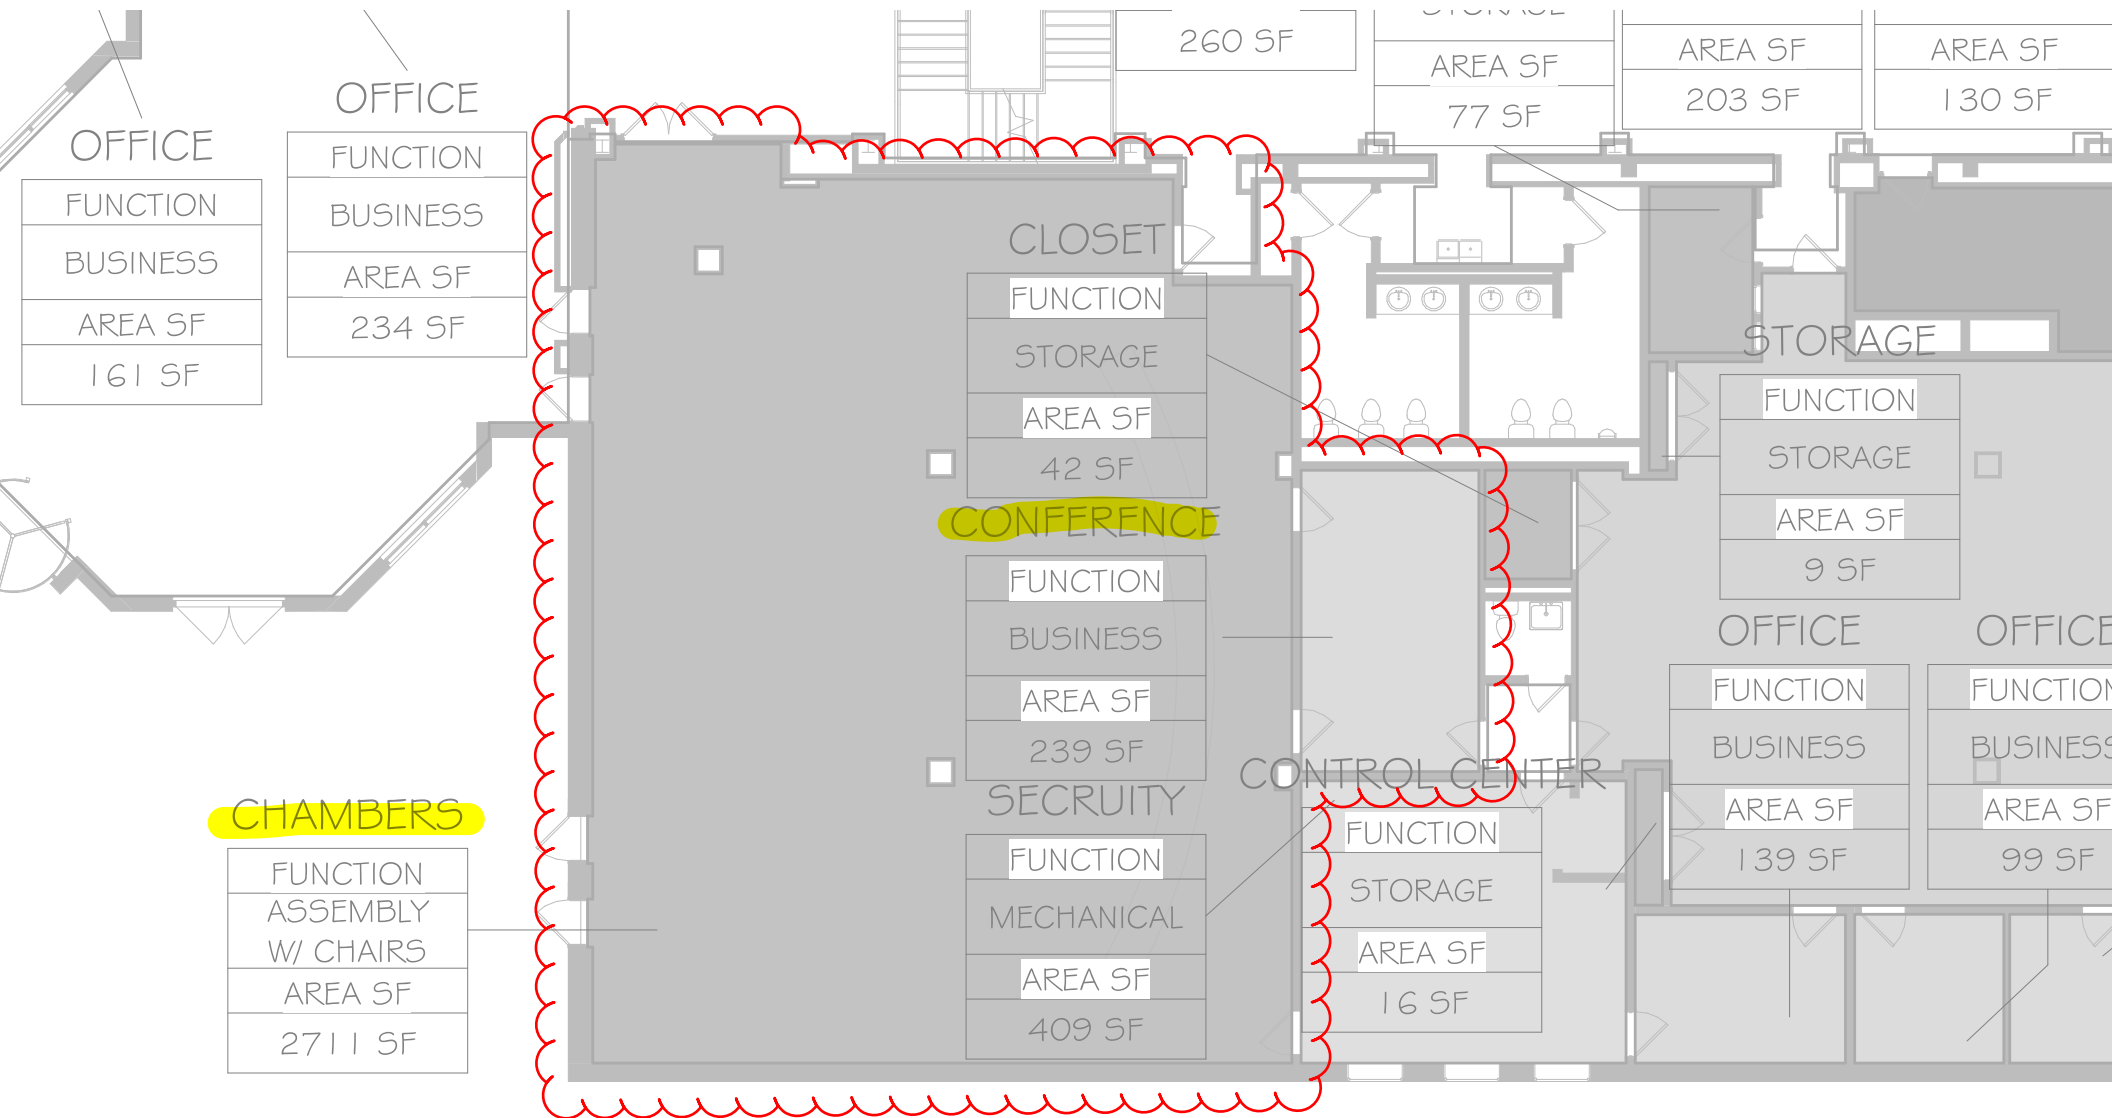 260 SF
STORAGE
AREA SF
77 SF
AREA SF
203 SF
AREA SF
130 SF
OFFICE
FUNCTION
BUSINESS
AREA SF
161 SF
OFFICE
FUNCTION
BUSINESS
AREA SF
234 SF
CLOSET
FUNCTION
STORAGE
AREA SF
42 SF
CONFERENCE
FUNCTION
BUSINESS
AREA SF
239 SF
SECRUITY
FUNCTION
MECHANICAL
AREA SF
409 SF
CHAMBERS
FUNCTION
ASSEMBLY
W/ CHAIRS
AREA SF
2711 SF
CONTROL CENTER
FUNCTION
STORAGE
AREA SF
16 SF
STORAGE
FUNCTION
STORAGE
AREA SF
9 SF
OFFICE
FUNCTION
BUSINESS
AREA SF
139 SF
OFFICE
FUNCTION
BUSINESS
AREA SF
99 SF